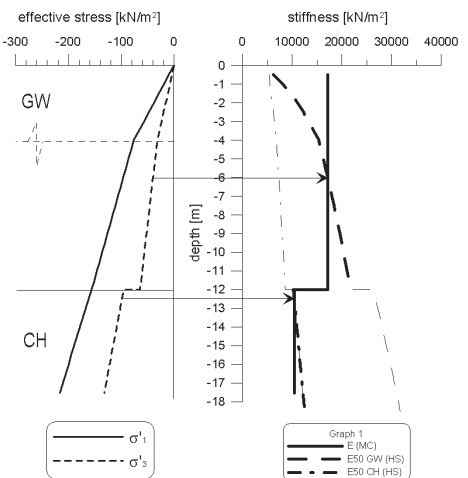 effective stress [kN/m²]
-300 -200 -100 0
GW
CH
σ'₁
σ'₃
stiffness [kN/m²]
0 10000 20000 30000 40000
depth [m]
0
-1
-2
-3
-4
-5
-6
-7
-8
-9
-10
-11
-12
-13
-14
-15
-16
-17
-18
Graph 1
E (MC)
E50 GW (HS)
E50 CH (HS)